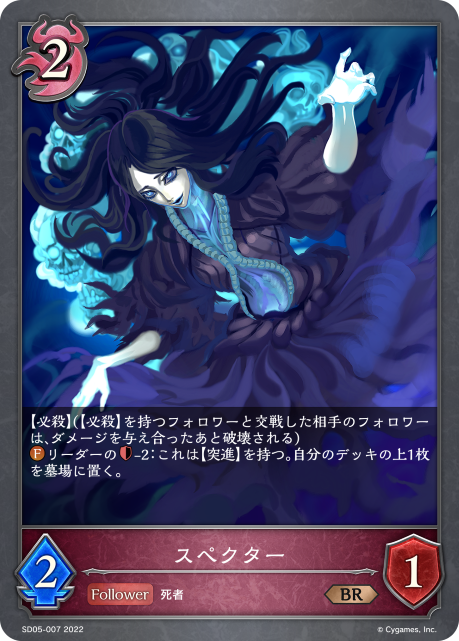 2
【必殺】(【必殺】を持つフォロワーと交戦した相手のフォロワー
は、ダメージを与え合ったあと破壊される)
F リーダーの -2:これは【突進】を持つ。自分のデッキの上1枚
を墓場に置く。
スペクター
2
Follower 死者
BR
1
SD05-007 2022
© Cygames, Inc.